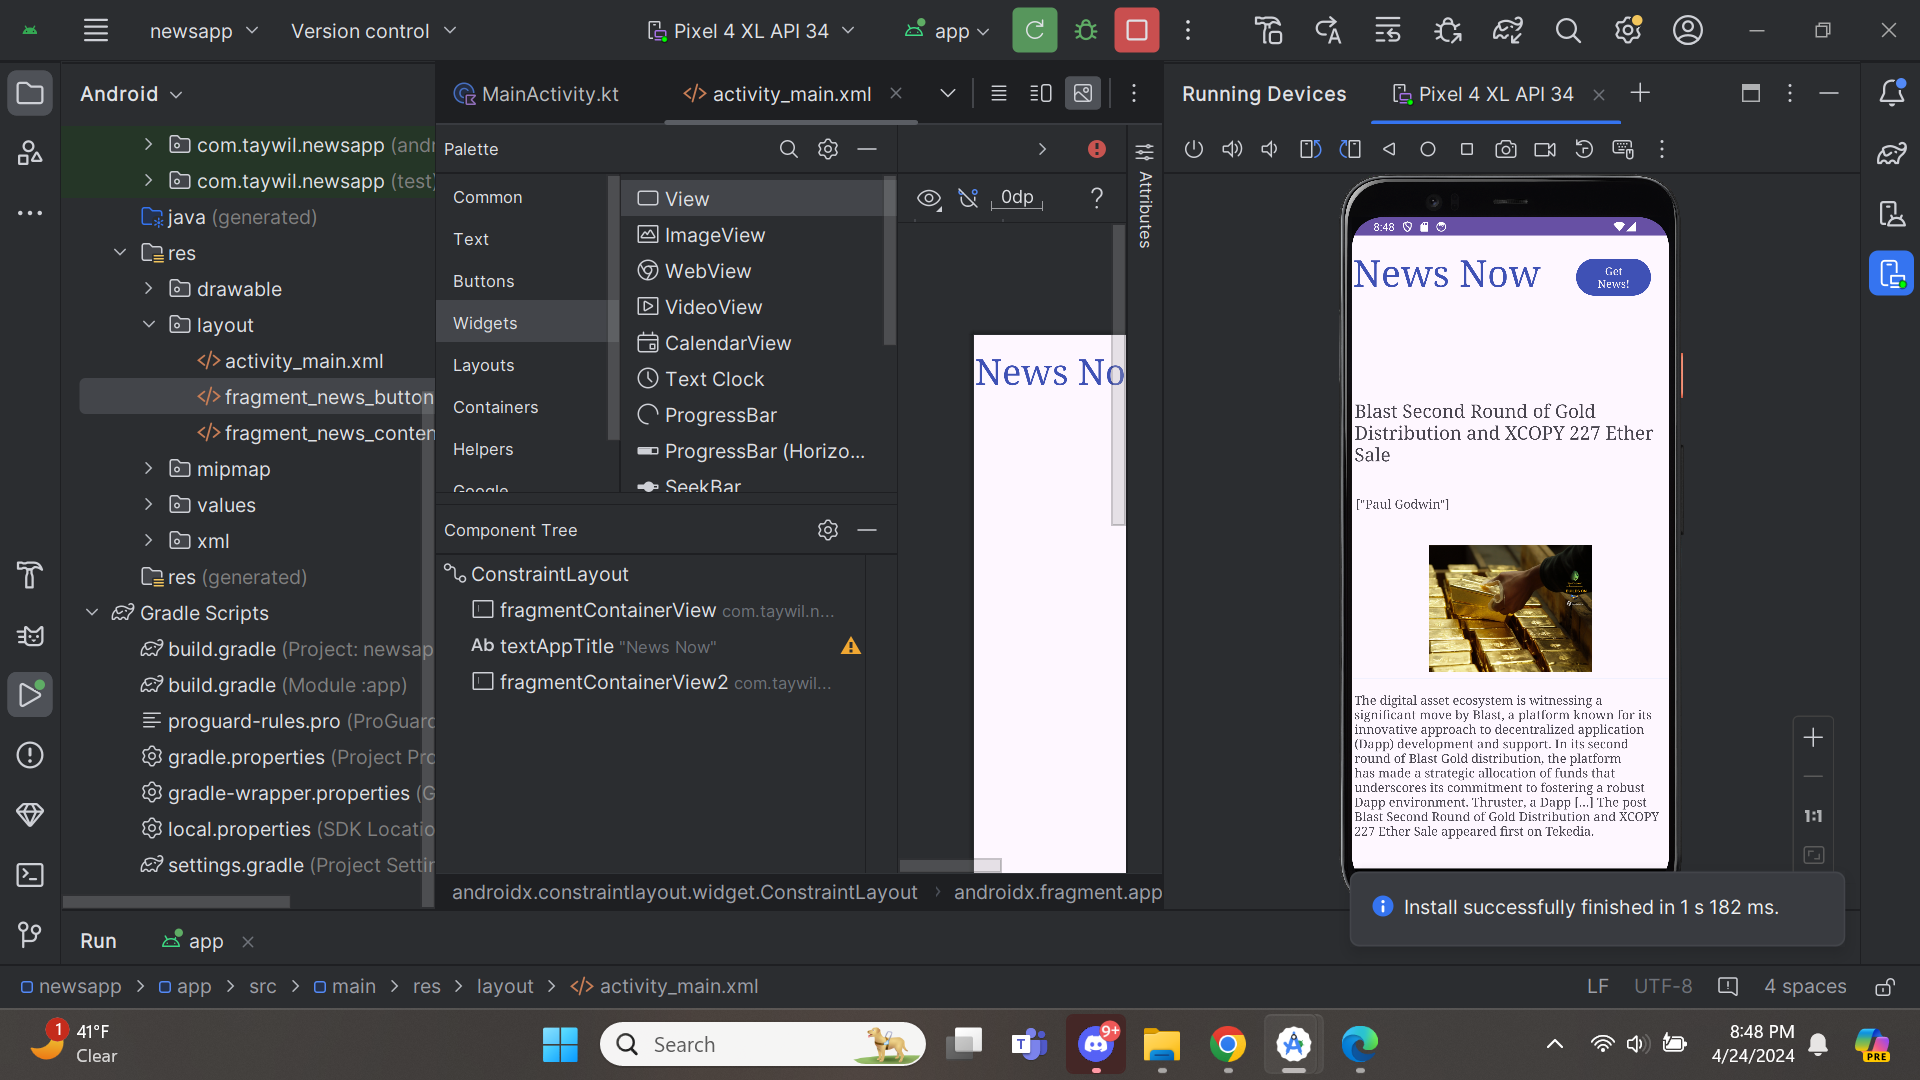 newsapp
Version control
Pixel 4 XL API 34
app
Android
MainActivity.kt
activity_main.xml
Running Devices
Pixel 4 XL API 34
com.taywil.newsapp (andr
com.taywil.newsapp (test)
java (generated)
res
drawable
layout
activity_main.xml
fragment_news_button
fragment_news_conten
mipmap
values
xml
res (generated)
Gradle Scripts
build.gradle (Project: newsap
build.gradle (Module :app)
proguard-rules.pro (ProGuard
gradle.properties (Project Pro
gradle-wrapper.properties (G
local.properties (SDK Locatio
settings.gradle (Project Settin
Palette
Common
Text
Buttons
Widgets
Layouts
Containers
Helpers
Google
View
ImageView
WebView
VideoView
CalendarView
Text Clock
ProgressBar
ProgressBar (Horizo...
SeekBar
0dp
?
Attributes
Component Tree
ConstraintLayout
fragmentContainerView com.taywil.n...
Ab textAppTitle "News Now"
fragmentContainerView2 com.taywil...
News No
androidx.constraintlayout.widget.ConstraintLayout
androidx.fragment.app
8:48
News Now
Get
News!
Blast Second Round of Gold
Distribution and XCOPY 227 Ether
Sale
["Paul Godwin"]
The digital asset ecosystem is witnessing a
significant move by Blast, a platform known for its
innovative approach to decentralized application
(Dapp) development and support. In its second
round of Blast Gold distribution, the platform
has made a strategic allocation of funds that
underscores its commitment to fostering a robust
Dapp environment. Thruster, a Dapp […] The post
Blast Second Round of Gold Distribution and XCOPY
227 Ether Sale appeared first on Tekedia.
1:1
Install successfully finished in 1 s 182 ms.
Run
app
newsapp
app
src
main
res
layout
activity_main.xml
LF
UTF-8
4 spaces
1
41°F
Clear
Search
T
9+
8:48 PM
4/24/2024
PRE